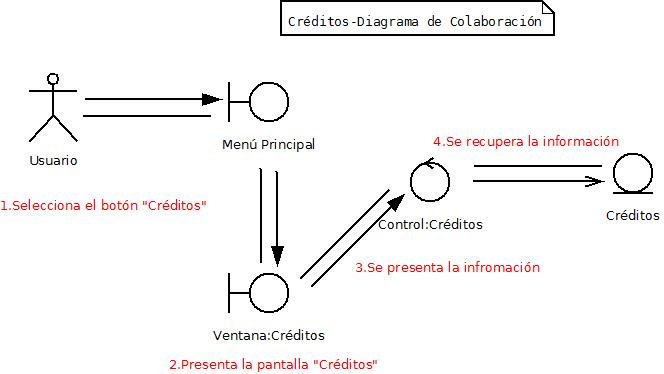 Créditos-Diagrama de Colaboración
4.Se recupera la información
Menú Principal
Usuario
1.Selecciona el botón "Créditos"
Créditos
Control:Créditos
3.Se presenta la infromación
Ventana:Créditos
2.Presenta la pantalla "Créditos"